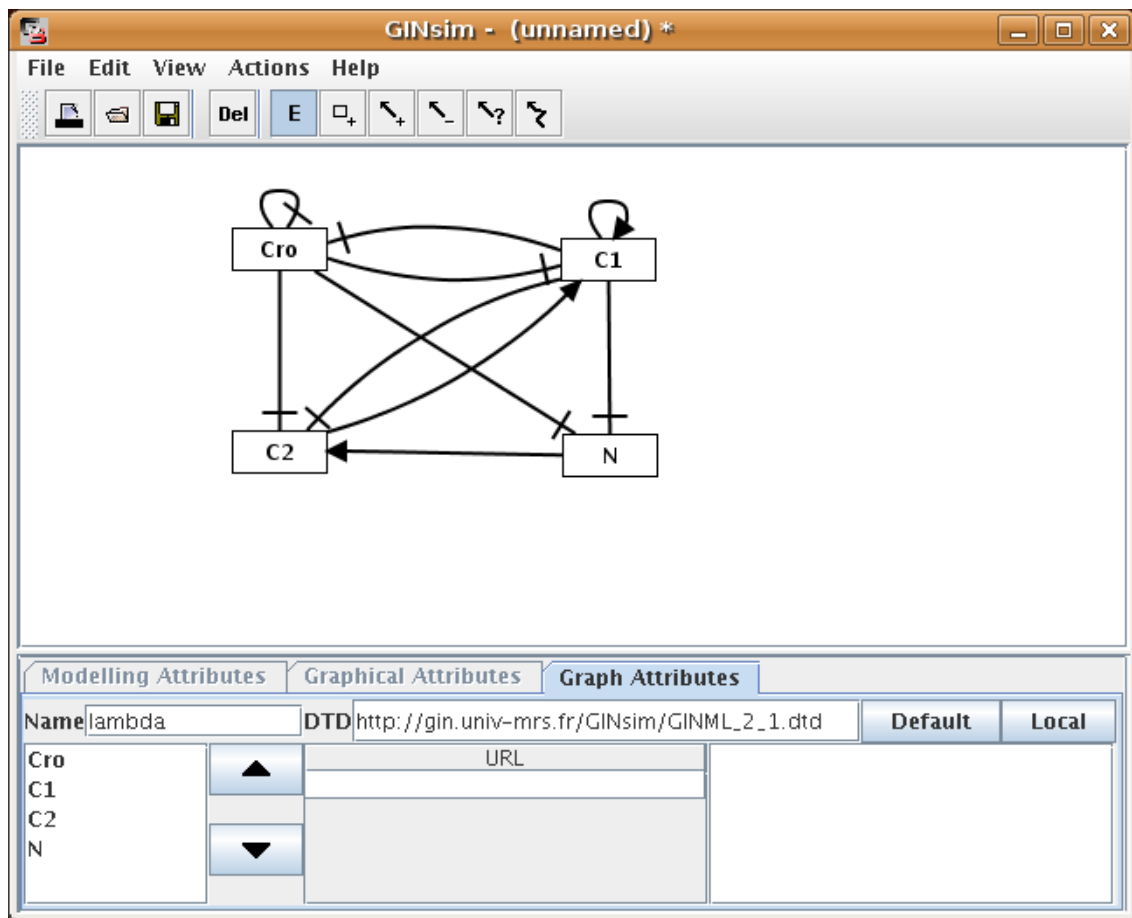 GINsim - (unnamed) *
File Edit View Actions Help
Del E + + - ?
Cro C1
C2 N
Modelling Attributes Graphical Attributes Graph Attributes
Name lambda DTD http://gin.univ-mrs.fr/GINsim/GINML_2_1.dtd Default Local
Cro URL
C1
C2
N